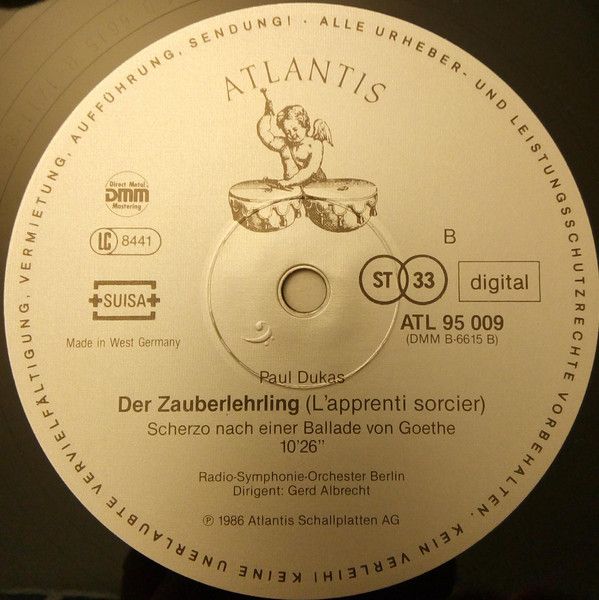 ALLE URHEBER- UND LEISTUNGSSCHUTZRECHTE VORBEHALTEN. KEIN VERLEIH! KEINE UNERLAUBTE VERVIELFÄLTIGUNG, VERMIETUNG, AUFFÜHRUNG, SENDUNG! ·
ATLANTIS
Direct Metal
DMM
Mastering
LC 8441
B
ST 33 digital
+SUISA+
ATL 95 009
(DMM B-6615 B)
Made in West Germany
Paul Dukas
Der Zauberlehrling (L'apprenti sorcier)
Scherzo nach einer Ballade von Goethe
10'26"
Radio-Symphonie-Orchester Berlin
Dirigent: Gerd Albrecht
℗ 1986 Atlantis Schallplatten AG